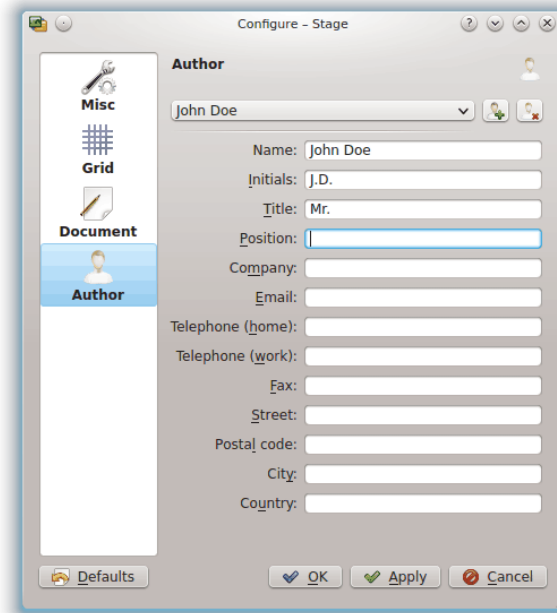 Configure – Stage
Misc
Grid
Document
Author
Author
John Doe
Name: John Doe
Initials: J.D.
Title: Mr.
Position:
Company:
Email:
Telephone (home):
Telephone (work):
Fax:
Street:
Postal code:
City:
Country:
Defaults OK Apply Cancel